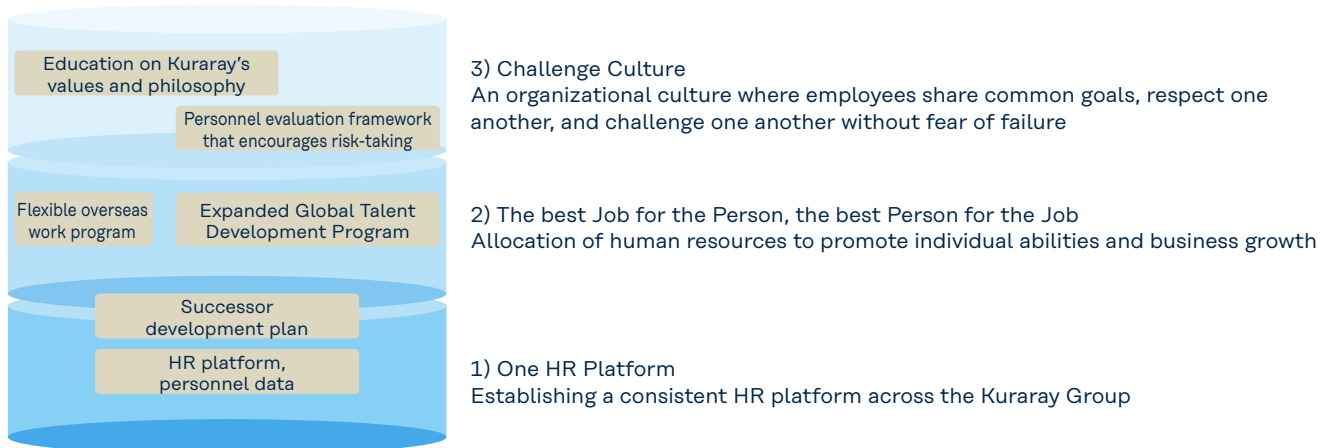 Education on Kuraray's
values and philosophy
Personnel evaluation framework
that encourages risk-taking
3) Challenge Culture
An organizational culture where employees share common goals, respect one
another, and challenge one another without fear of failure
Flexible overseas
work program
Expanded Global Talent
Development Program
2) The best Job for the Person, the best Person for the Job
Allocation of human resources to promote individual abilities and business growth
Successor
development plan
HR platform,
personnel data
1) One HR Platform
Establishing a consistent HR platform across the Kuraray Group